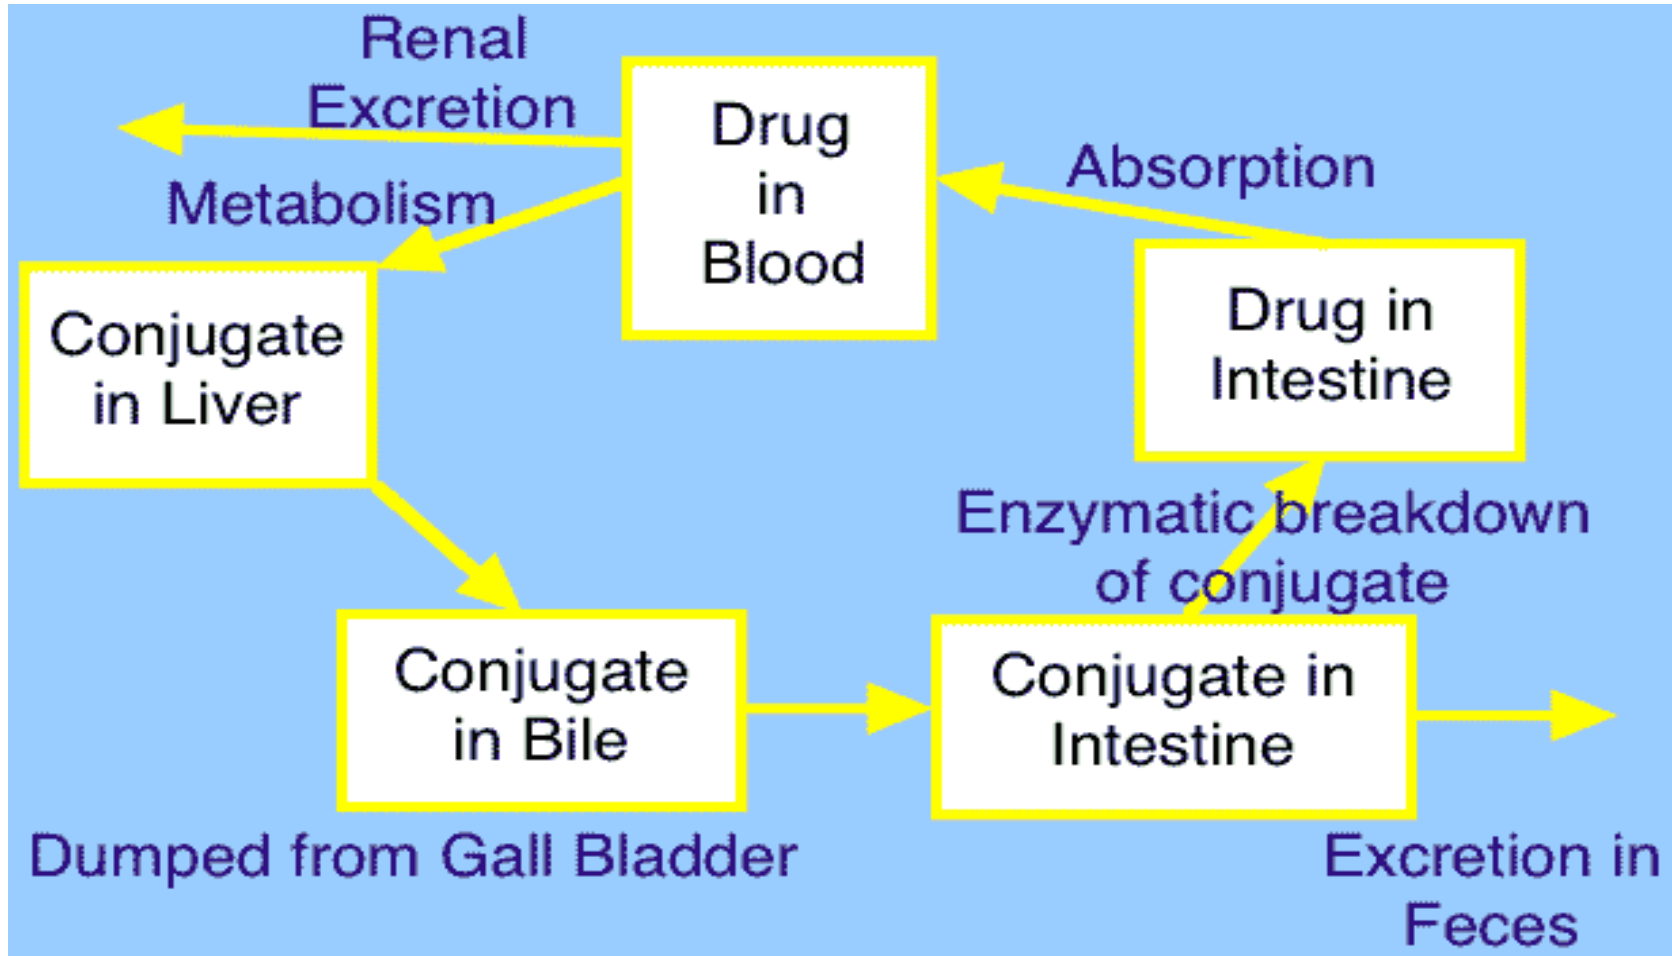 Renal
Excretion
Drug
in
Blood
Absorption
Metabolism
Conjugate
in Liver
Drug in
Intestine
Enzymatic breakdown
of conjugate
Conjugate
in Bile
Conjugate in
Intestine
Dumped from Gall Bladder
Excretion in
Feces